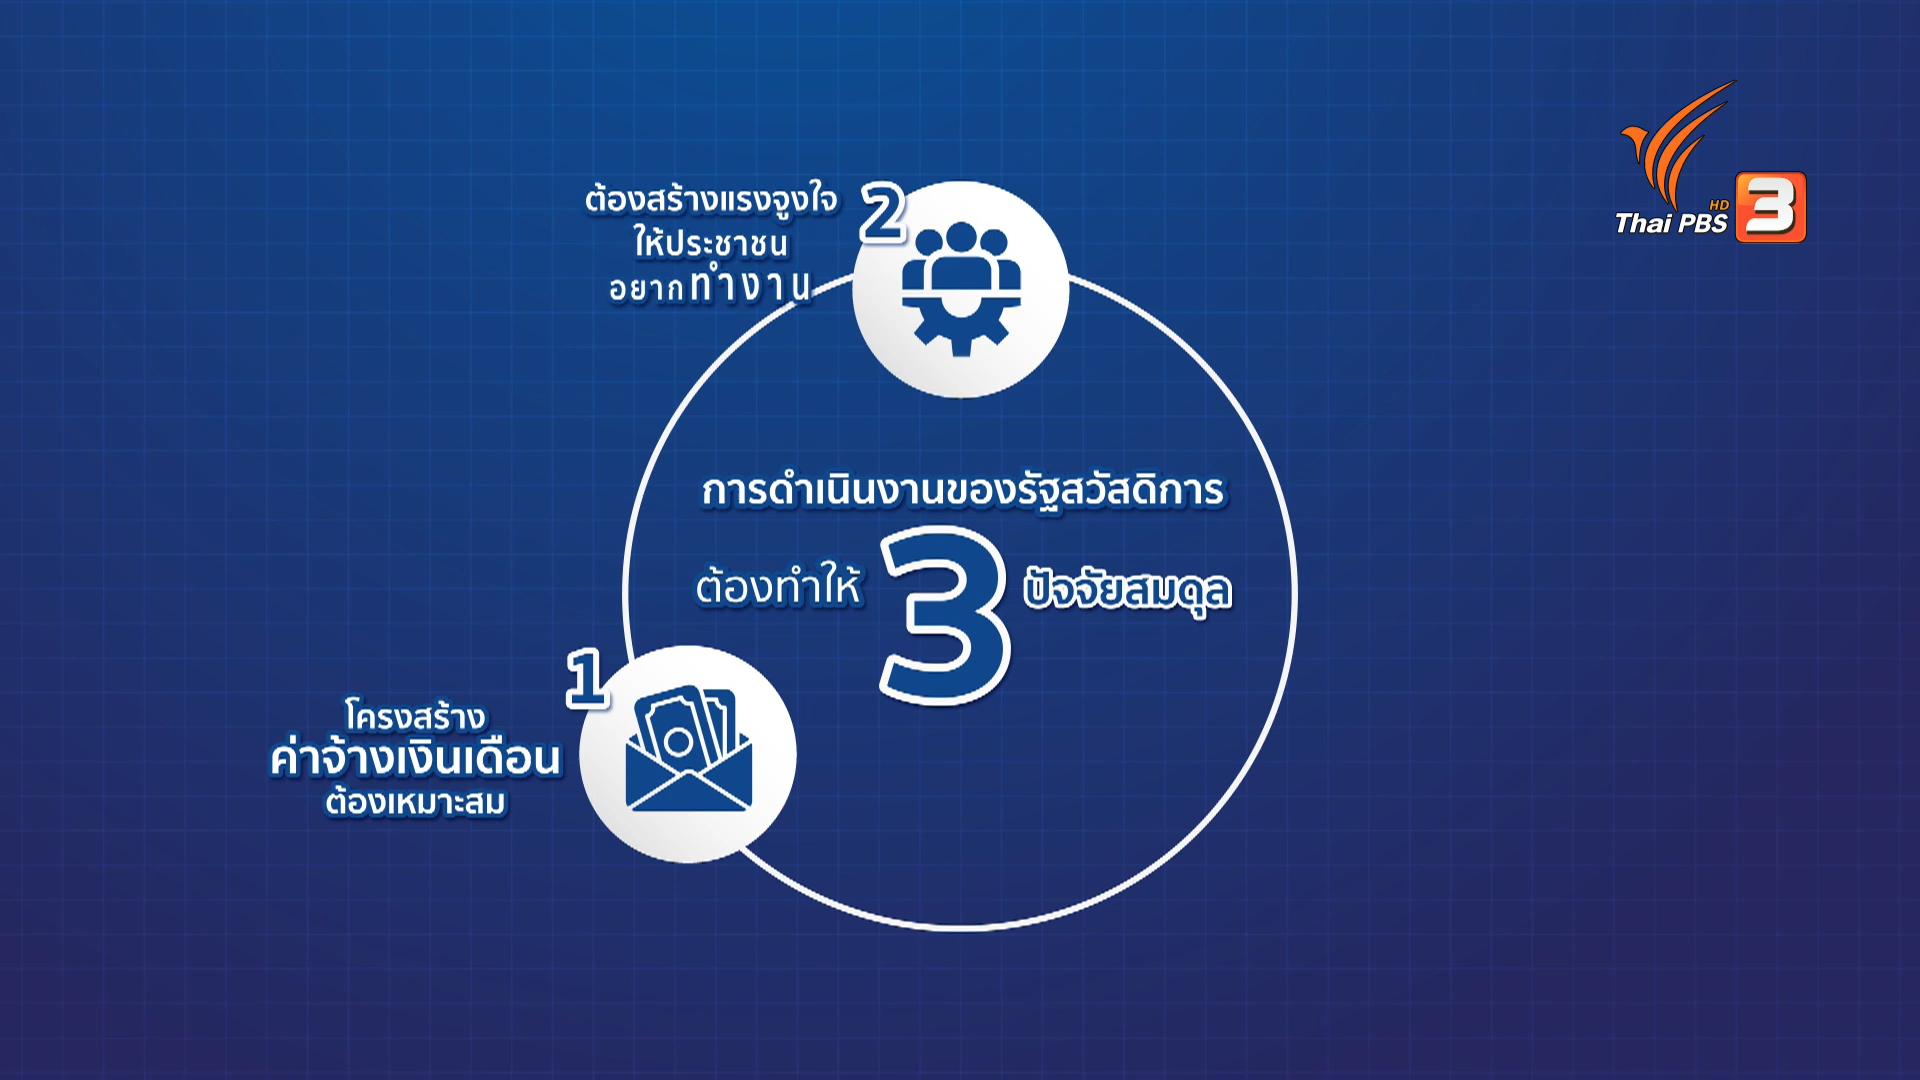 HD
Thai PBS 3
2
ต้องสร้างแรงจูงใจ
ให้ประชาชน
อยากทำงาน
การดำเนินงานของรัฐสวัสดิการ
ต้องทำให้ 3 ปัจจัยสมดุล
1
โครงสร้าง
ค่าจ้างเงินเดือน
ต้องเหมาะสม